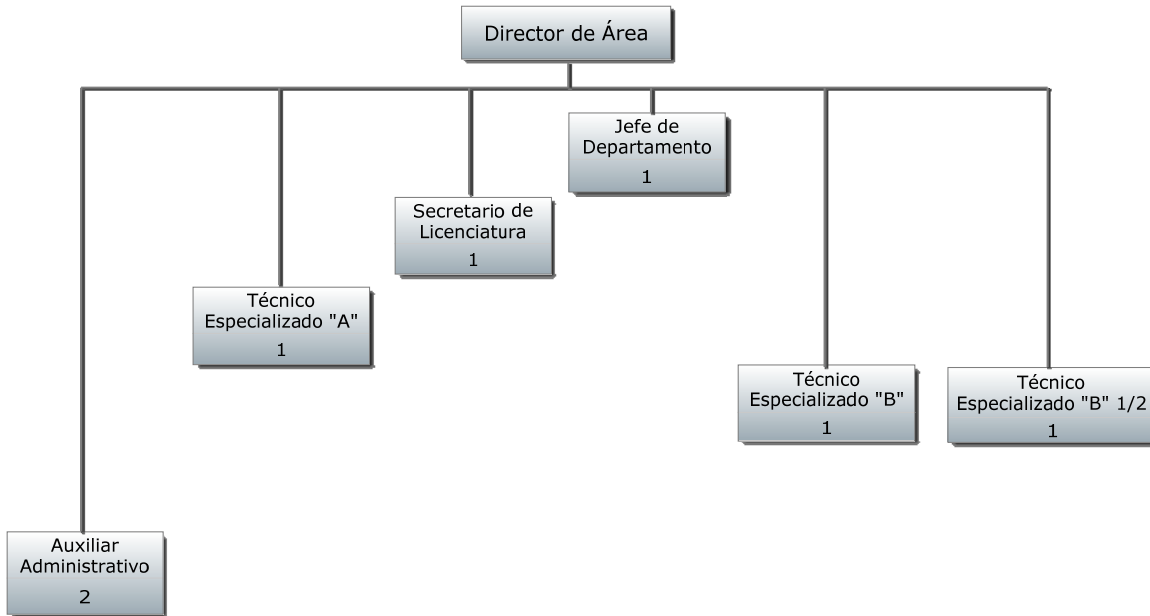 Director de Área
Jefe de
Departamento
1
Secretario de
Licenciatura
1
Técnico
Especializado "A"
1
Técnico
Especializado "B"
1
Técnico
Especializado "B" 1/2
1
Auxiliar
Administrativo
2